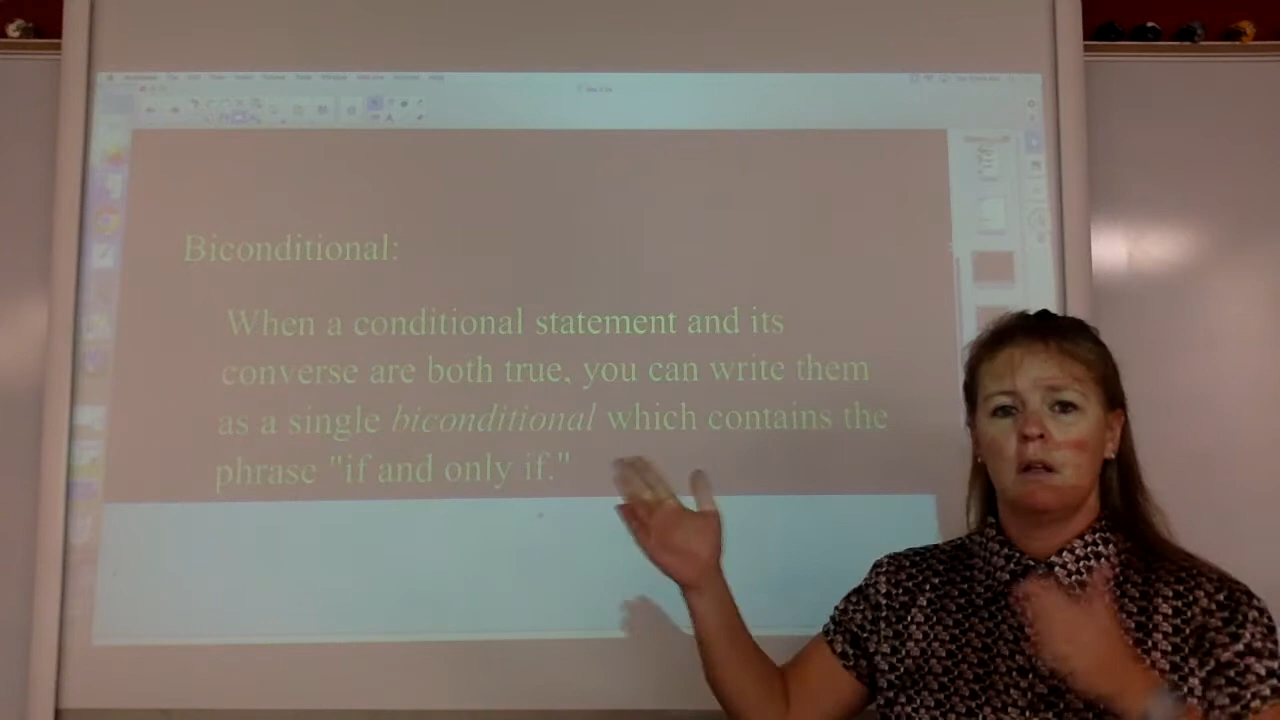 Biconditional:
When a conditional statement and its
converse are both true, you can write them
as a single biconditional which contains the
phrase "if and only if."